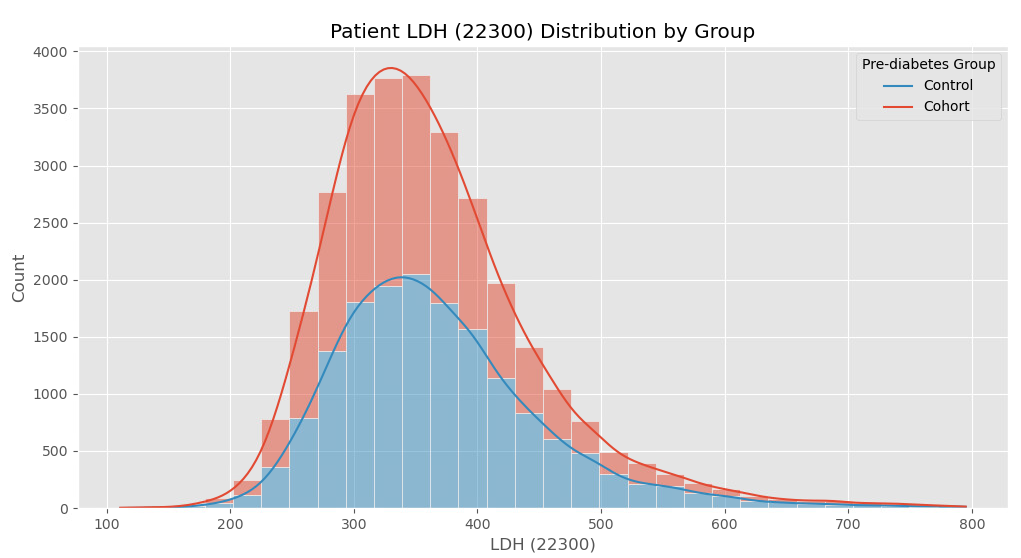 Patient LDH (22300) Distribution by Group
Pre-diabetes Group
Control
Cohort
4000
3500
3000
2500
2000
1500
1000
500
0
Count
100 200 300 400 500 600 700 800
LDH (22300)